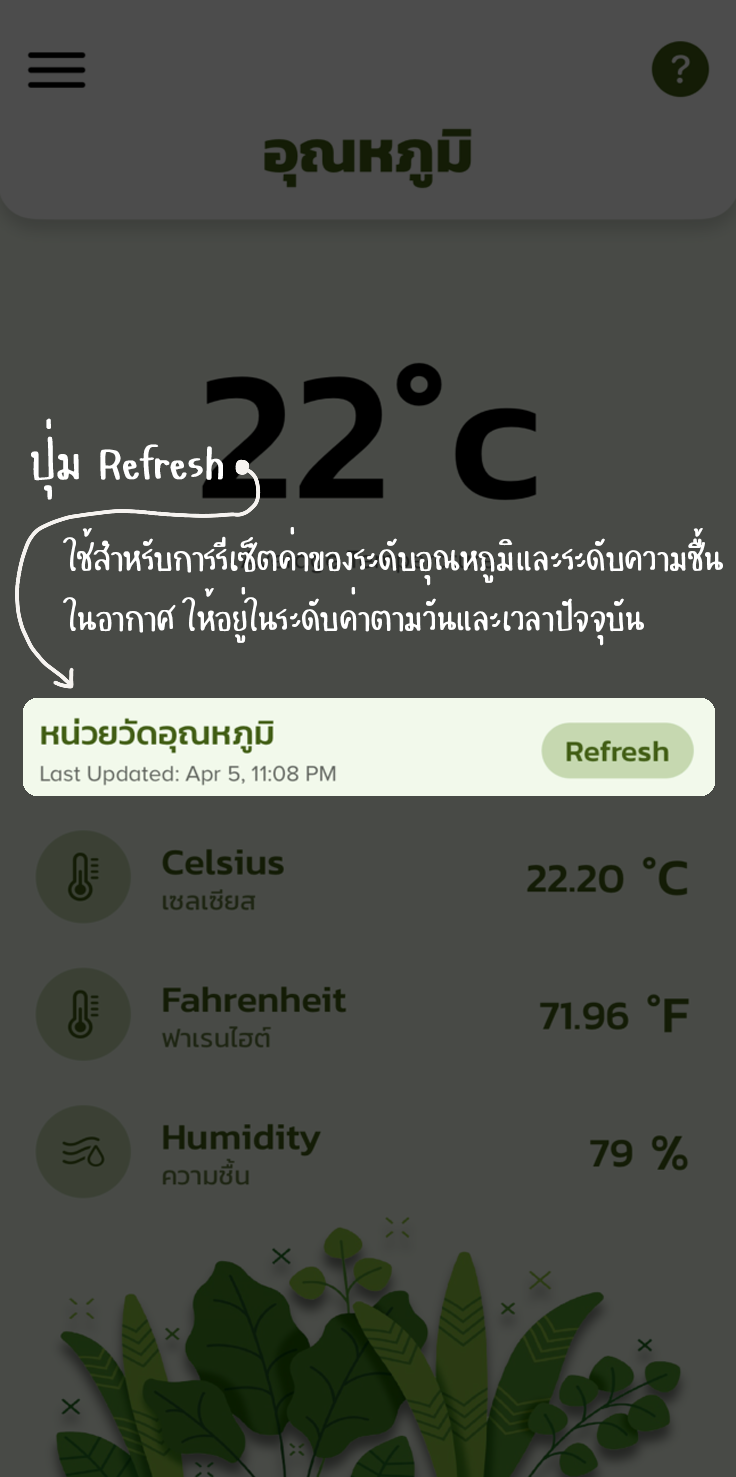 ?
อุณหภูมิ
22°c
ปุ่ม Refresh
ใช้สำหรับการรีเซ็ตค่าของระดับอุณหภูมิและระดับความชื้น
ในอากาศ ให้อยู่ในระดับค่าตามวันและเวลาปัจจุบัน
หน่วยวัดอุณหภูมิ
Last Updated: Apr 5, 11:08 PM
Refresh
Celsius
เซลเซียส
22.20 °C
Fahrenheit
ฟาเรนไฮต์
71.96 °F
Humidity
ความชื้น
79 %